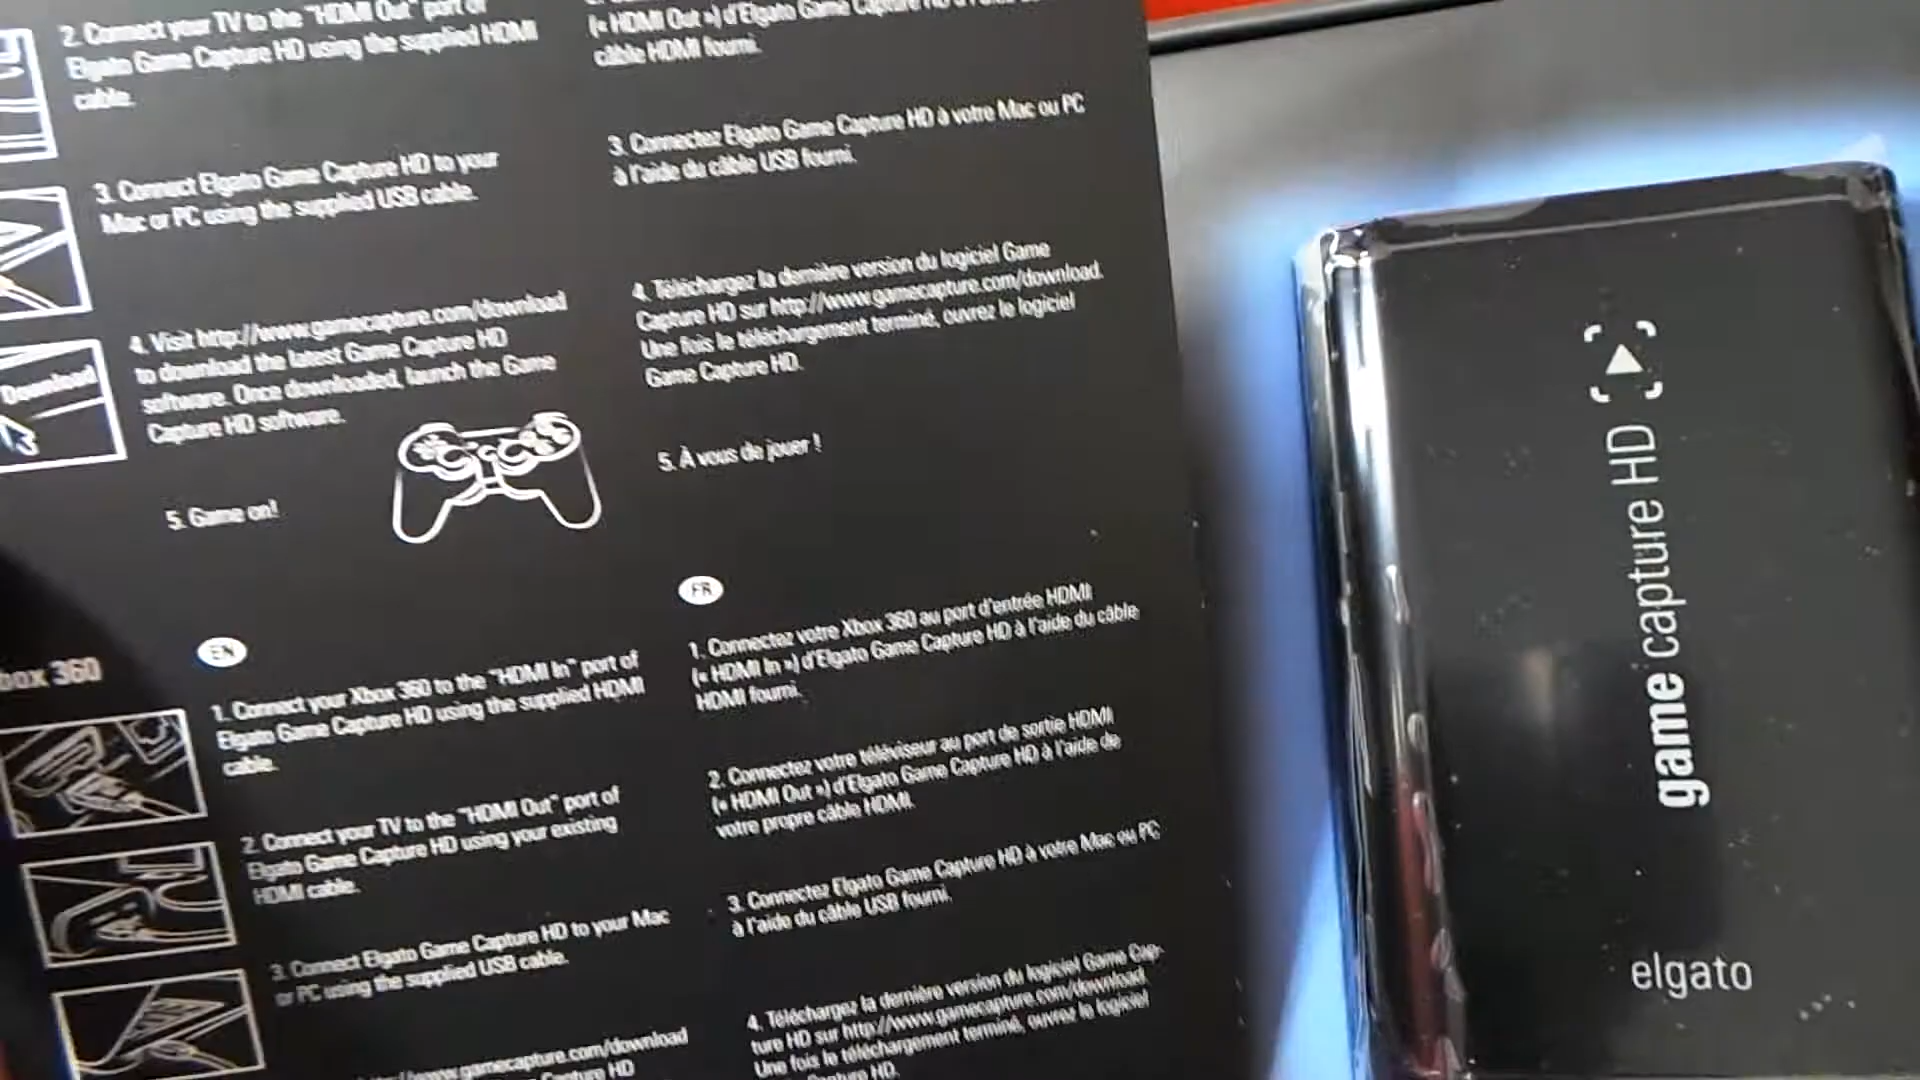 2. Connect your TV to the "HDMI Out" port of
Elgato Game Capture HD using the supplied HDMI
cable.
3. Connect Elgato Game Capture HD to your
Mac or PC using the supplied USB cable.
Download
4. Visit http://www.gamecapture.com/download
to download the latest Game Capture HD
software. Once downloaded, launch the Game
Capture HD software.
5. Game on!
(« HDMI Out ») d'Elgato Game Capture HD à l'aide du
câble HDMI fourni.
3. Connectez Elgato Game Capture HD à votre Mac ou PC
à l'aide du câble USB fourni.
4. Téléchargez la dernière version du logiciel Game
Capture HD sur http://www.gamecapture.com/download.
Une fois le téléchargement terminé, ouvrez le logiciel
Game Capture HD.
5. À vous de jouer !
box 360
EN
1. Connect your Xbox 360 to the "HDMI In" port of
Elgato Game Capture HD using the supplied HDMI
cable.
2. Connect your TV to the "HDMI Out" port of
Elgato Game Capture HD using your existing
HDMI cable.
3. Connect Elgato Game Capture HD to your Mac
or PC using the supplied USB cable.
http://www.gamecapture.com/download
Capture HD
FR
1. Connectez votre Xbox 360 au port d'entrée HDMI
(« HDMI In ») d'Elgato Game Capture HD à l'aide du câble
HDMI fourni.
2. Connectez votre téléviseur au port de sortie HDMI
(« HDMI Out ») d'Elgato Game Capture HD à l'aide de
votre propre câble HDMI.
3. Connectez Elgato Game Capture HD à votre Mac ou PC
à l'aide du câble USB fourni.
4. Téléchargez la dernière version du logiciel Game Cap-
ture HD sur http://www.gamecapture.com/download
Une fois le téléchargement terminé, ouvrez le logiciel
Capture HD.
game capture HD
elgato